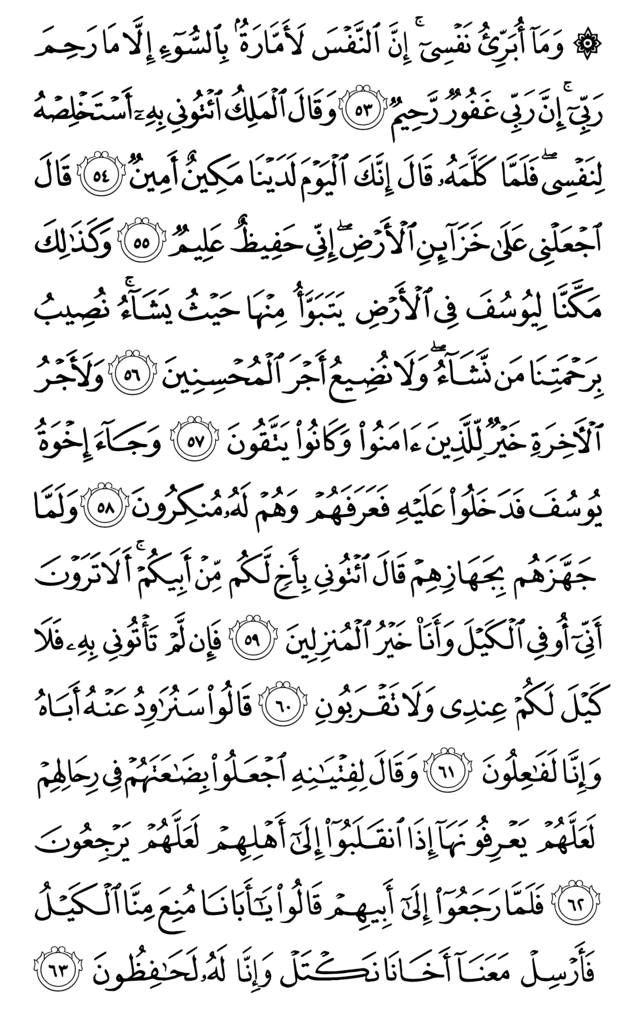 ۞ وَمَآ أُبَرِّئُ نَفْسِىٓ ۚ إِنَّ ٱلنَّفْسَ لَأَمَّارَةٌۢ بِٱلسُّوٓءِ إِلَّا مَا رَحِمَ
رَبِّىٓ ۚ إِنَّ رَبِّى غَفُورٌ رَّحِيمٌ ٥٣ وَقَالَ ٱلْمَلِكُ ٱئْتُونِى بِهِۦٓ أَسْتَخْلِصْهُ
لِنَفْسِى ۖ فَلَمَّا كَلَّمَهُۥ قَالَ إِنَّكَ ٱلْيَوْمَ لَدَيْنَا مَكِينٌ أَمِينٌ ٥٤ قَالَ
ٱجْعَلْنِى عَلَىٰ خَزَآئِنِ ٱلْأَرْضِ ۖ إِنِّى حَفِيظٌ عَلِيمٌ ٥٥ وَكَذَٰلِكَ
مَكَّنَّا لِيُوسُفَ فِى ٱلْأَرْضِ يَتَبَوَّأُ مِنْهَا حَيْثُ يَشَآءُ ۚ نُصِيبُ
بِرَحْمَتِنَا مَن نَّشَآءُ ۖ وَلَا نُضِيعُ أَجْرَ ٱلْمُحْسِنِينَ ٥٦ وَلَأَجْرُ
ٱلْـَٔاخِرَةِ خَيْرٌ لِّلَّذِينَ ءَامَنُوا۟ وَكَانُوا۟ يَتَّقُونَ ٥٧ وَجَآءَ إِخْوَةُ
يُوسُفَ فَدَخَلُوا۟ عَلَيْهِ فَعَرَفَهُمْ وَهُمْ لَهُۥ مُنكِرُونَ ٥٨ وَلَمَّا
جَهَّزَهُم بِجَهَازِهِمْ قَالَ ٱئْتُونِى بِأَخٍ لَّكُم مِّنْ أَبِيكُمْ ۚ أَلَا تَرَوْنَ
أَنِّىٓ أُوفِى ٱلْكَيْلَ وَأَنَا۠ خَيْرُ ٱلْمُنزِلِينَ ٥٩ فَإِن لَّمْ تَأْتُونِى بِهِۦ فَلَا
كَيْلَ لَكُمْ عِندِى وَلَا تَقْرَبُونِ ٦٠ قَالُوا۟ سَنُرَٰوِدُ عَنْهُ أَبَاهُ
وَإِنَّا لَفَـٰعِلُونَ ٦١ وَقَالَ لِفِتْيَـٰنِهِ ٱجْعَلُوا۟ بِضَـٰعَتَهُمْ فِى رِحَالِهِمْ
لَعَلَّهُمْ يَعْرِفُونَهَآ إِذَا ٱنقَلَبُوٓا۟ إِلَىٰٓ أَهْلِهِمْ لَعَلَّهُمْ يَرْجِعُونَ
٦٢ فَلَمَّا رَجَعُوٓا۟ إِلَىٰٓ أَبِيهِمْ قَالُوا۟ يَـٰٓأَبَانَا مُنِعَ مِنَّا ٱلْكَيْلُ
فَأَرْسِلْ مَعَنَآ أَخَانَا نَكْتَلْ وَإِنَّا لَهُۥ لَحَـٰفِظُونَ ٦٣